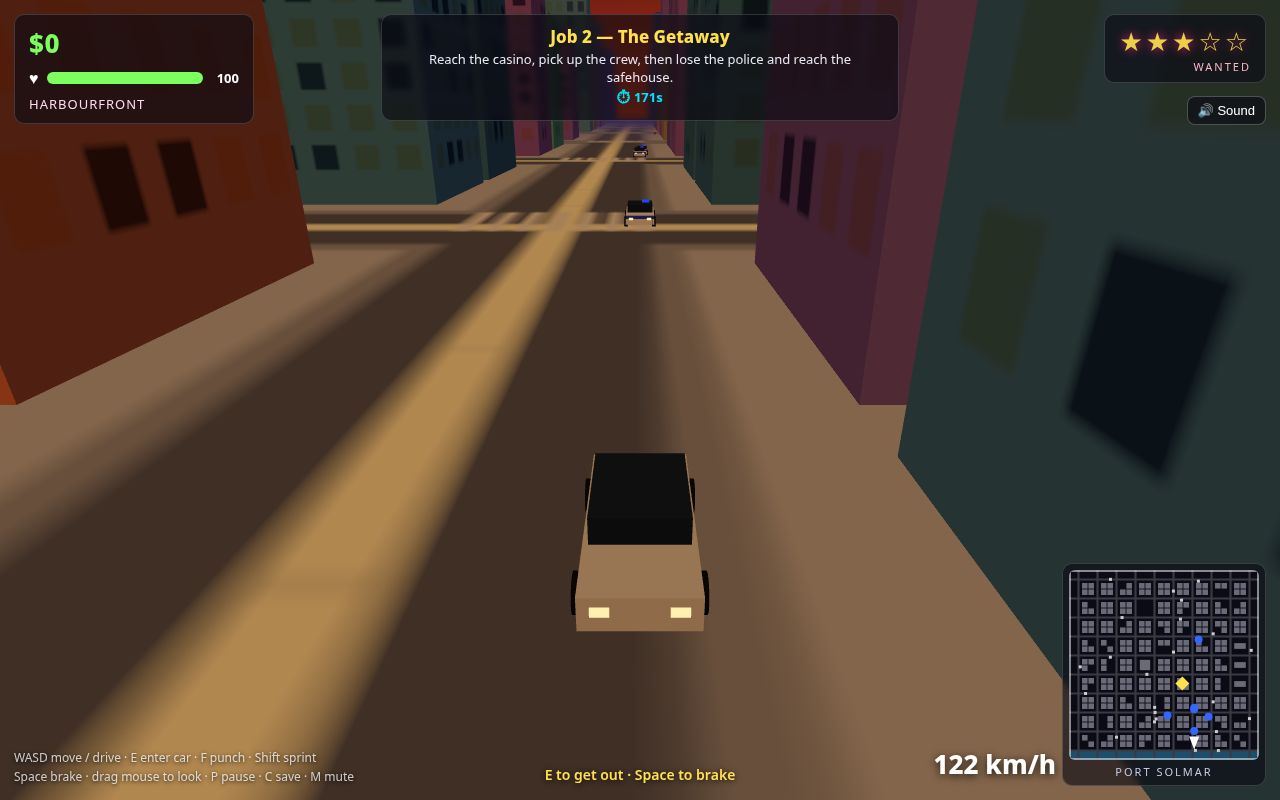 $0
♥ 100
HARBOURFRONT
Job 2 — The Getaway
Reach the casino, pick up the crew, then lose the police and reach the
safehouse.
⏱ 171s
★★★☆☆
WANTED
🔊 Sound
WASD move / drive · E enter car · F punch · Shift sprint
Space brake · drag mouse to look · P pause · C save · M mute
E to get out · Space to brake
122 km/h
PORT SOLMAR